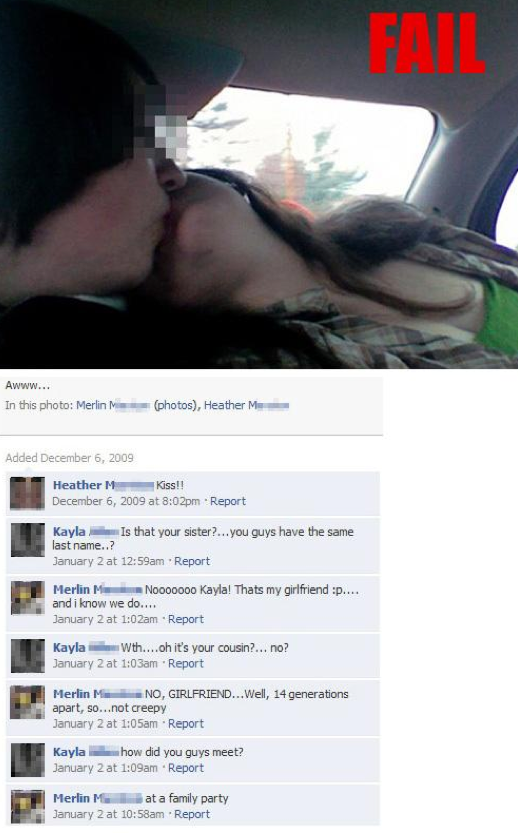 FAIL
Awww...
In this photo: Merlin M (photos), Heather M
Added December 6, 2009
Heather M Kiss!!
December 6, 2009 at 8:02pm · Report
Kayla Is that your sister?...you guys have the same
last name..?
January 2 at 12:59am · Report
Merlin M Nooooooo Kayla! Thats my girlfriend :p....
and i know we do....
January 2 at 1:02am · Report
Kayla Wth....oh it's your cousin?... no?
January 2 at 1:03am · Report
Merlin M NO, GIRLFRIEND...Well, 14 generations
apart, so...not creepy
January 2 at 1:05am · Report
Kayla how did you guys meet?
January 2 at 1:09am · Report
Merlin M at a family party
January 2 at 10:58am · Report